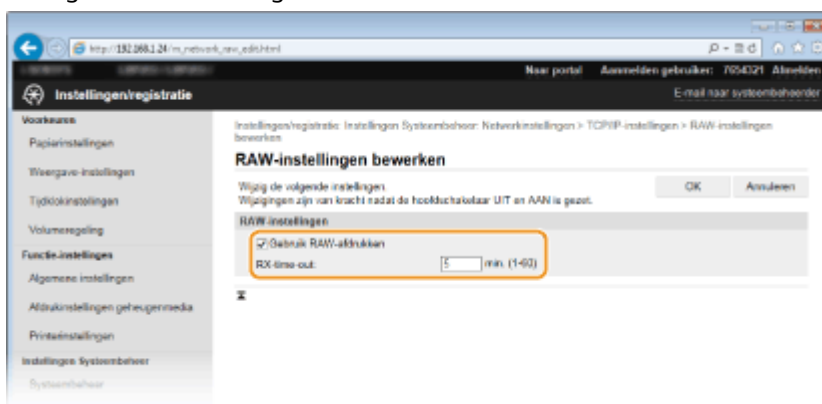 http://192.168.1.24/m_network_raw_edit.html
Naar portal Aanmelden gebruiker: 7654321 Afmelden
Instellingen/registratie
E-mail naar systeembeheerder
Voorkeuren
Papierinstellingen
Weergave-instellingen
Tijdklokinstellingen
Volumeregeling
Functie-instellingen
Algemene instellingen
Afdrukinstellingen geheugenmedia
Printerinstellingen
Instellingen Systeembeheer
Systeembeheer
Instellingen/registratie: Instellingen Systeembeheer: Netwerkinstellingen > TCP/IP-instellingen > RAW-instellingen
bewerken
RAW-instellingen bewerken
Wijzig de volgende instellingen.
Wijzigingen zijn van kracht nadat de hoofdschakelaar UIT en AAN is gezet.
OK Annuleren
RAW-instellingen
Gebruik RAW-afdrukken
RX-time-out: 5 min. (1-60)